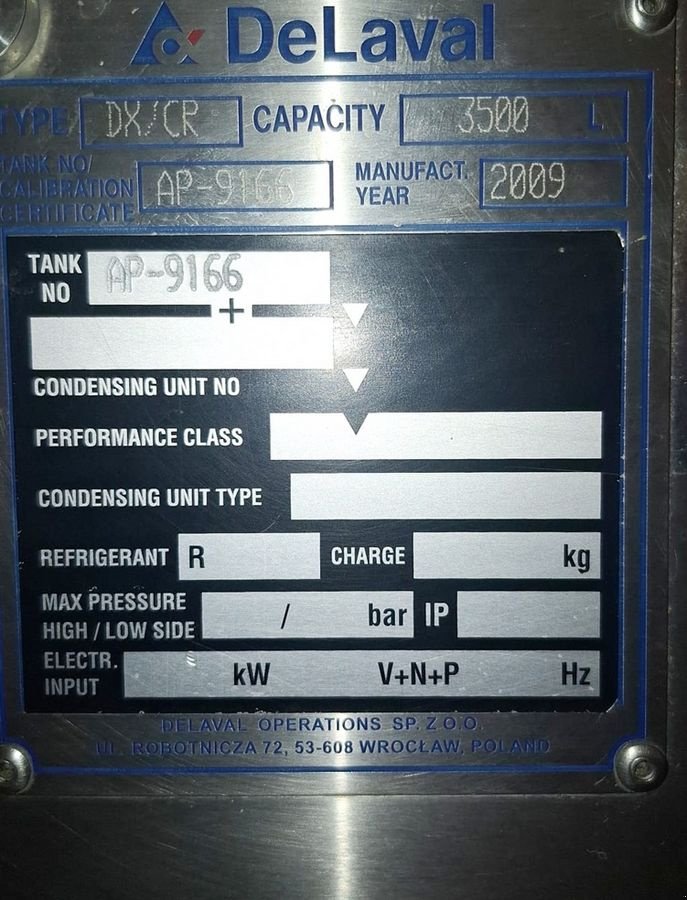 DeLaval
TYPE DX/CR CAPACITY 3500 L
TANK NO/
CALIBRATION
CERTIFICATE
AP-9166
MANUFACT.
YEAR
2009
TANK
NO
AP-9166
+
CONDENSING UNIT NO
PERFORMANCE CLASS
CONDENSING UNIT TYPE
REFRIGERANT R CHARGE kg
MAX PRESSURE
HIGH / LOW SIDE
/ bar IP
ELECTR.
INPUT
kW V+N+P Hz
DELAVAL OPERATIONS SP. Z O.O.
UL. ROBOTNICZA 72, 53-608 WROCŁAW, POLAND